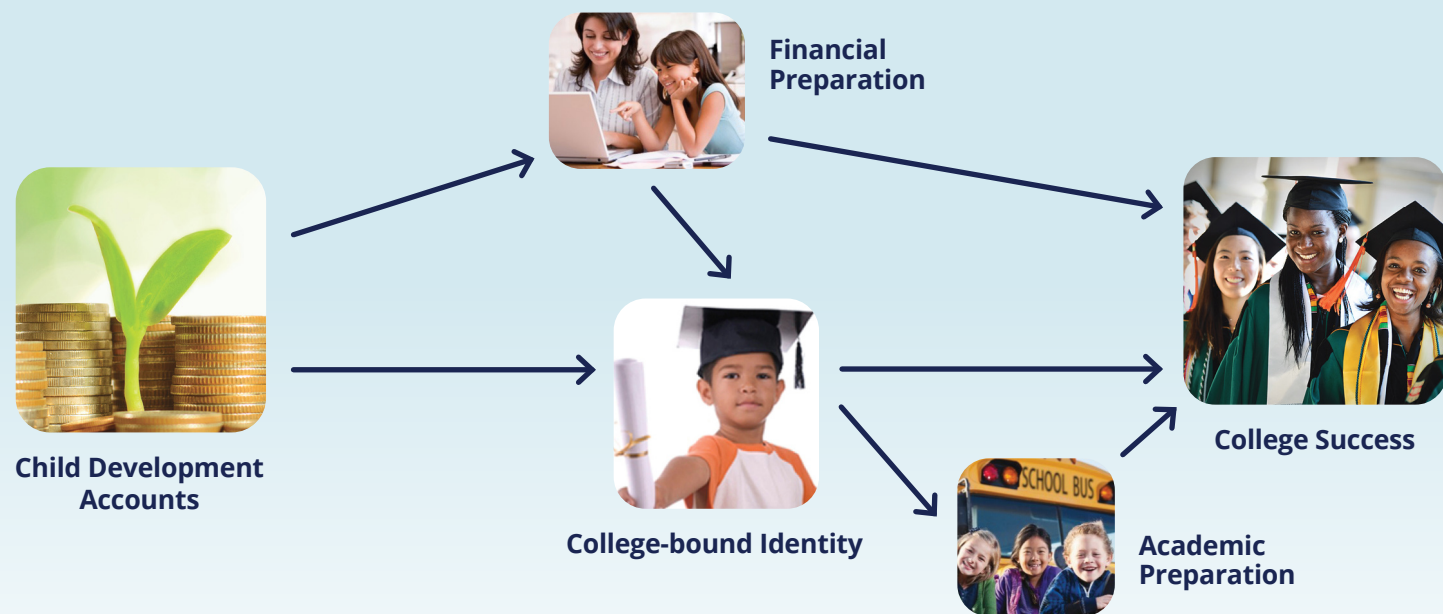 Financial
Preparation
Child Development
Accounts
College-bound Identity
SCHOOL BUS
College Success
Academic
Preparation